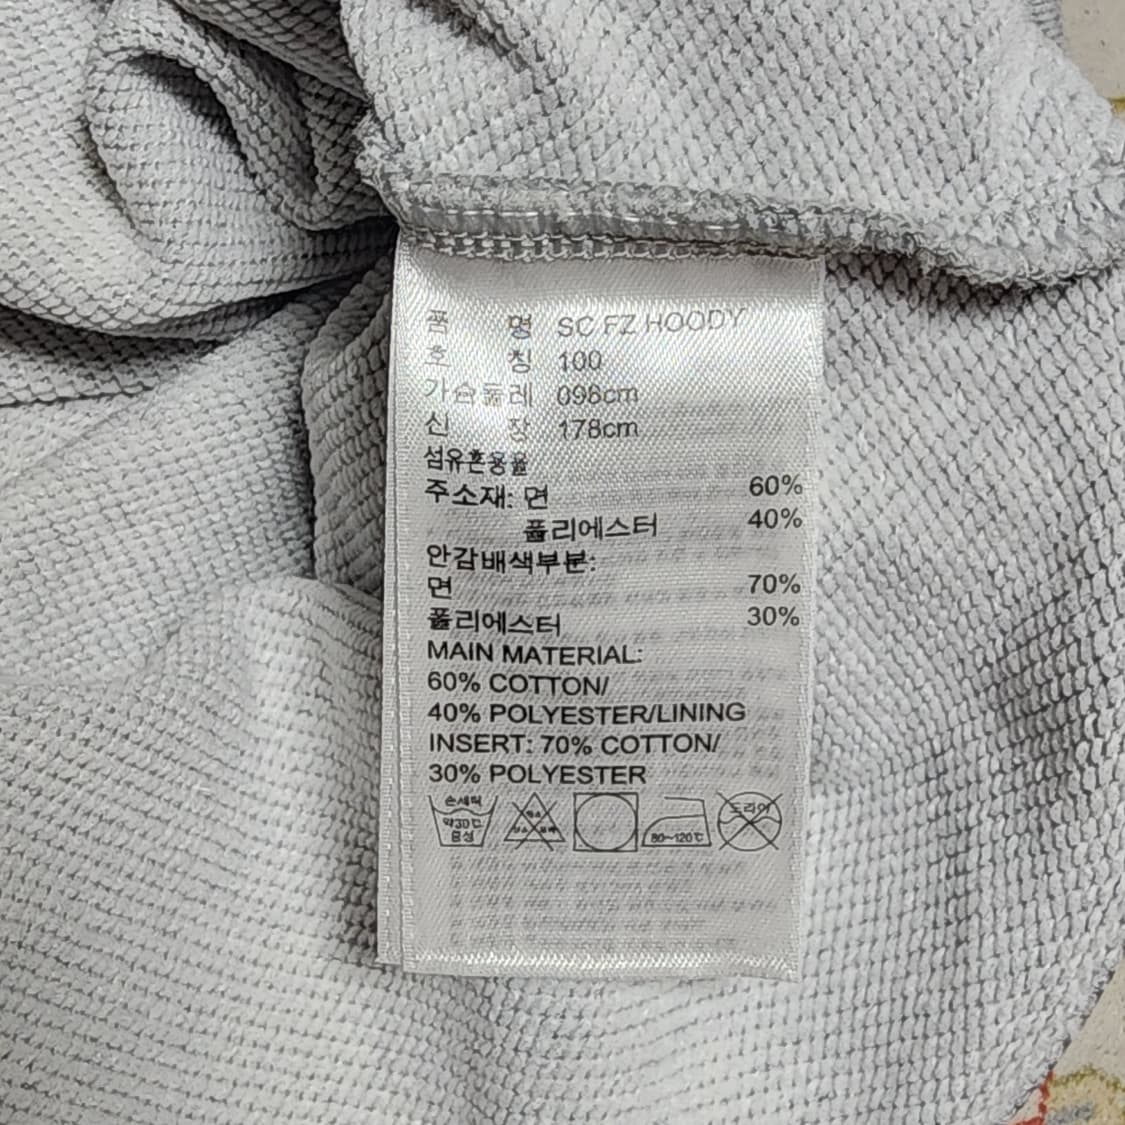 품 명 SC FZ HOODY
호 칭 100
가슴둘레 098cm
신 장 178cm
섬유혼용율
주소재: 면 60%
폴리에스터 40%
안감배색부분:
면 70%
폴리에스터 30%
MAIN MATERIAL:
60% COTTON/
40% POLYESTER/LINING
INSERT: 70% COTTON/
30% POLYESTER
손세탁
약30℃
중성
80~120℃
드라이